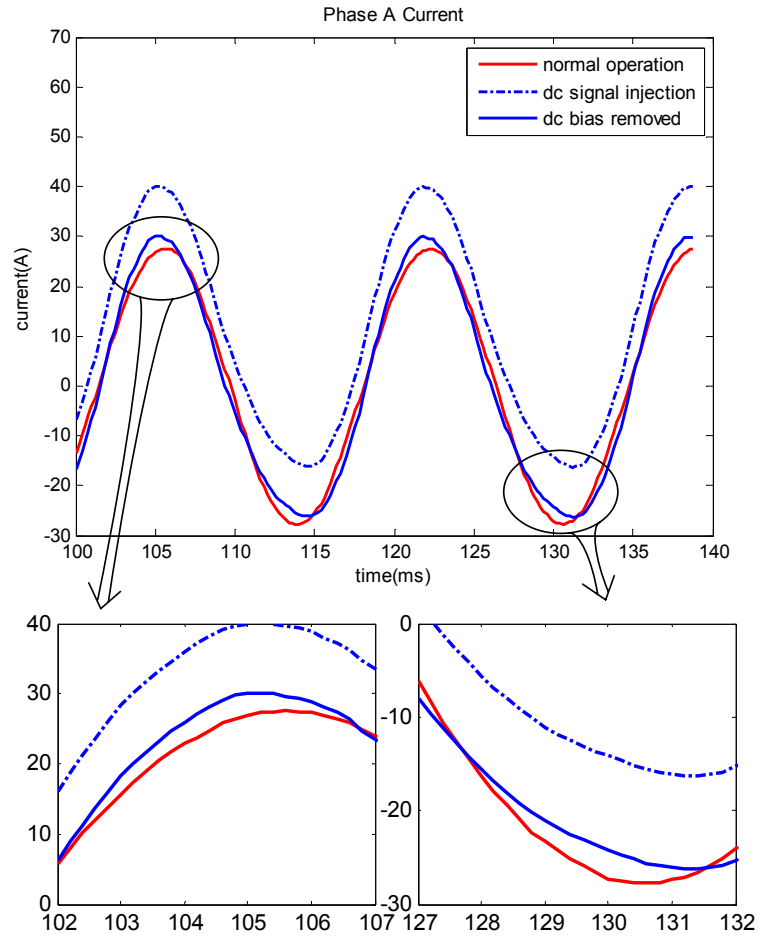 Phase A Current
70
60
50
40
30
20
10
0
-10
-20
-30
current(A)
normal operation
dc signal injection
dc bias removed
100 105 110 115 120 125 130 135 140
time(ms)
40
30
20
10
0
102 103 104 105 106 107
-0
-10
-20
-30
127 128 129 130 131 132